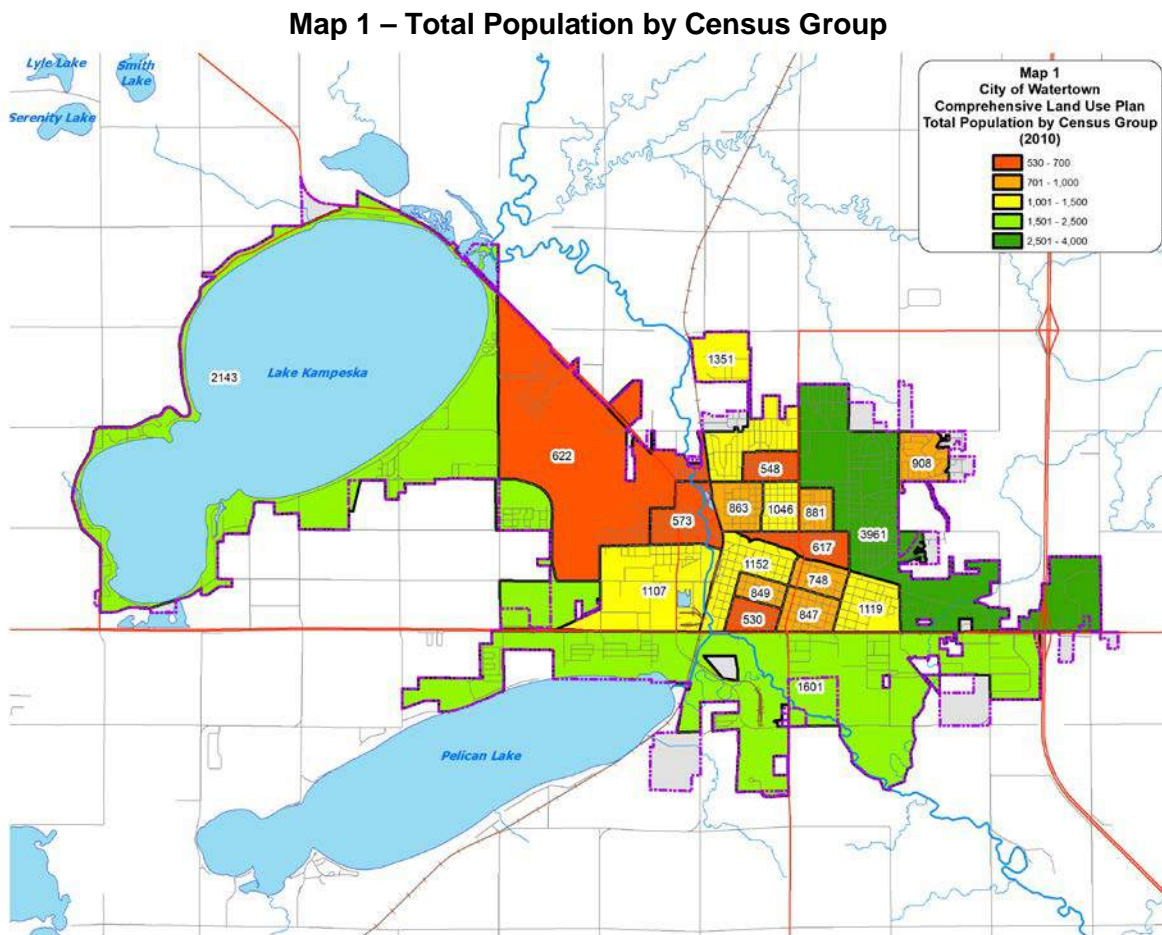 Map 1 – Total Population by Census Group
Lyle Lake
Smith
Lake
Serenity Lake
Map 1
City of Watertown
Comprehensive Land Use Plan
Total Population by Census Group
(2010)
530 - 700
701 - 1,000
1,001 - 1,500
1,501 - 2,500
2,501 - 4,000
1351
2143
Lake Kampeska
622
548
908
863
1046
881
573
3961
617
1152
748
1107
849
1119
530
847
1601
Pelican Lake